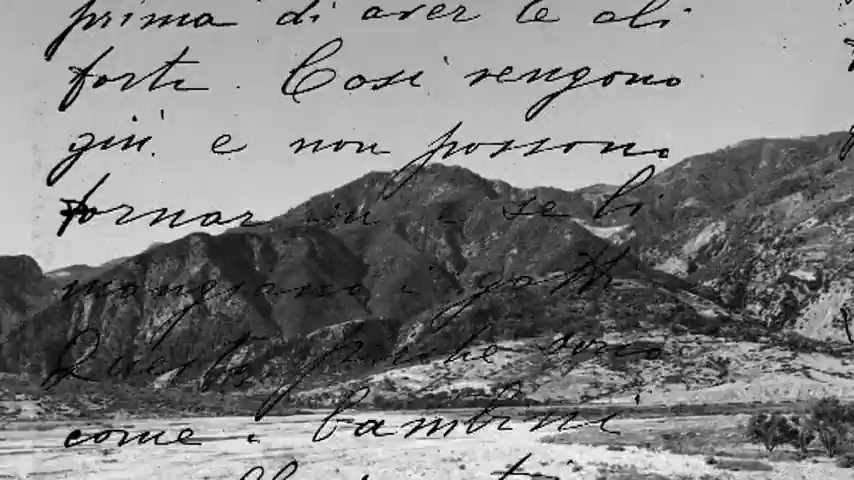 prima di aver le ali
forti. Così vengono
giù. e non possono
tornar su e se li
mangiano i gatti
Questo perché sono
come i bambini